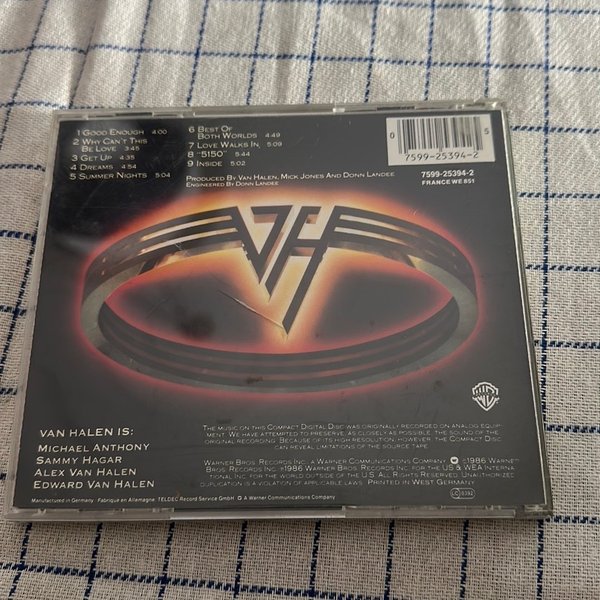 1 Good Enough 4:00
2 Why Can't This
Be Love 3:45
3 Get Up 4:35
4 Dreams 4:54
5 Summer Nights 5:04
6 Best Of
Both Worlds 4:49
7 Love Walks In 5:09
8 "5150" 5:44
9 Inside 5:02
Produced by Van Halen, Mick Jones And Donn Landee
Engineered by Donn Landee
0 7599-25394-2 5
7599-25394-2
FRANCE WE 851
VH
WB
VAN HALEN IS:
Michael Anthony
Sammy Hagar
Alex Van Halen
Edward Van Halen
The music on this Compact Digital Disc was originally recorded on analog equip-
ment. We have attempted to preserve, as closely as possible, the sound of the
original recording. Because of its high resolution, however, the Compact Disc
can reveal limitations of the source tape.
Warner Bros. Records Inc., a Warner Communications Company. ©1986 Warner
Bros. Records Inc. ©1986 Warner Bros. Records Inc. for the US & WEA Interna-
tional Inc. for the world outside of the U.S. All Rights Reserved. Unauthorized
duplication is a violation of applicable laws. Printed in West Germany
LC 0392
Manufactured in Germany · Fabriqué en Allemagne, TELDEC Record Service GmbH A Warner Communications Company